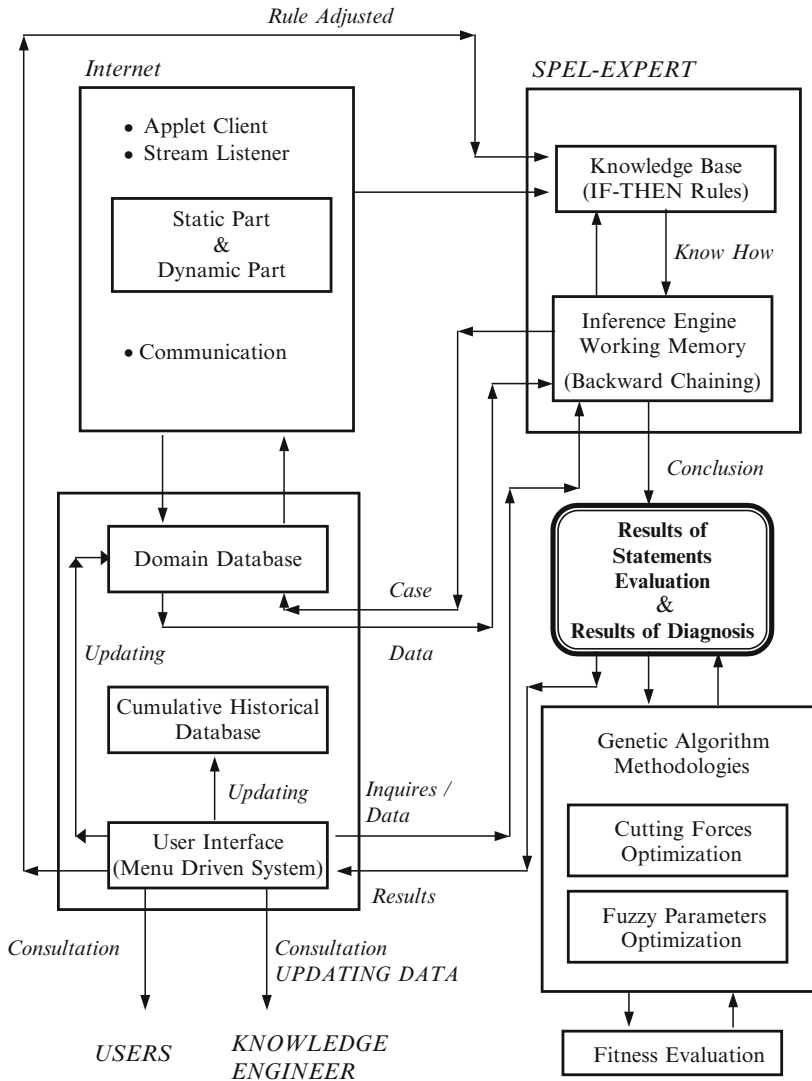 Rule Adjusted
Internet
SPEL-EXPERT
• Applet Client
• Stream Listener
Static Part
&
Dynamic Part
• Communication
Knowledge Base
(IF-THEN Rules)
Know How
Inference Engine
Working Memory
(Backward Chaining)
Conclusion
Domain Database
Case
Data
Updating
Results of
Statements
Evaluation
&
Results of Diagnosis
Cumulative Historical
Database
Updating
Inquires /
Data
User Interface
(Menu Driven System)
Results
Genetic Algorithm
Methodologies
Cutting Forces
Optimization
Fuzzy Parameters
Optimization
Consultation
Consultation
UPDATING DATA
USERS
KNOWLEDGE
ENGINEER
Fitness Evaluation